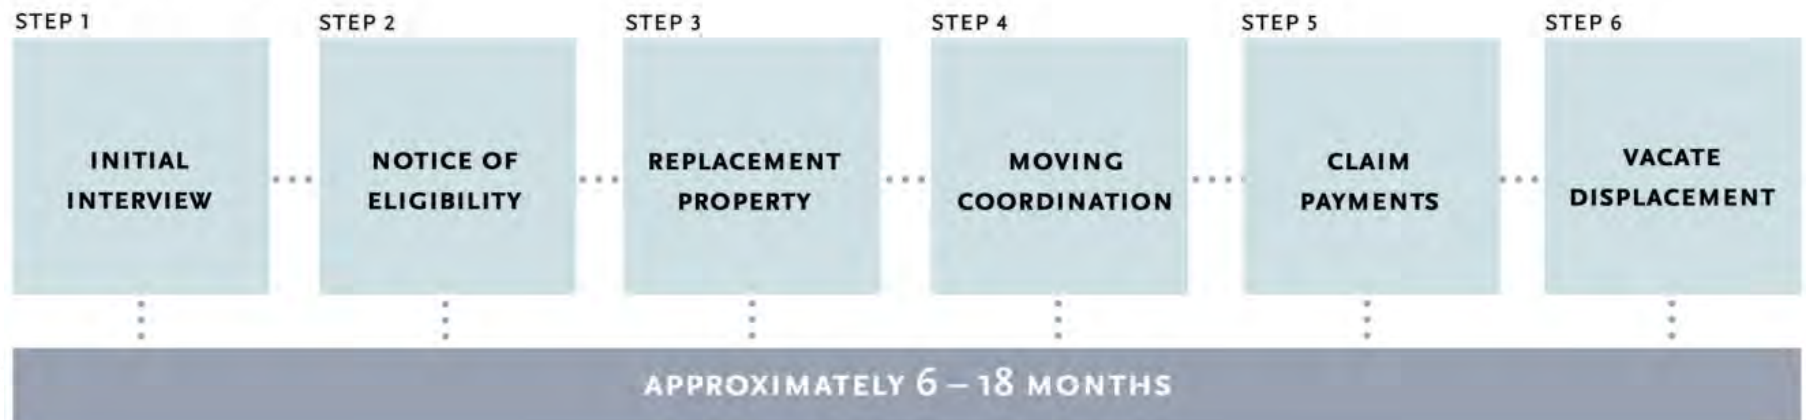 STEP 1
INITIAL
INTERVIEW
STEP 2
NOTICE OF
ELIGIBILITY
STEP 3
REPLACEMENT
PROPERTY
STEP 4
MOVING
COORDINATION
STEP 5
CLAIM
PAYMENTS
STEP 6
VACATE
DISPLACEMENT
APPROXIMATELY 6 – 18 MONTHS